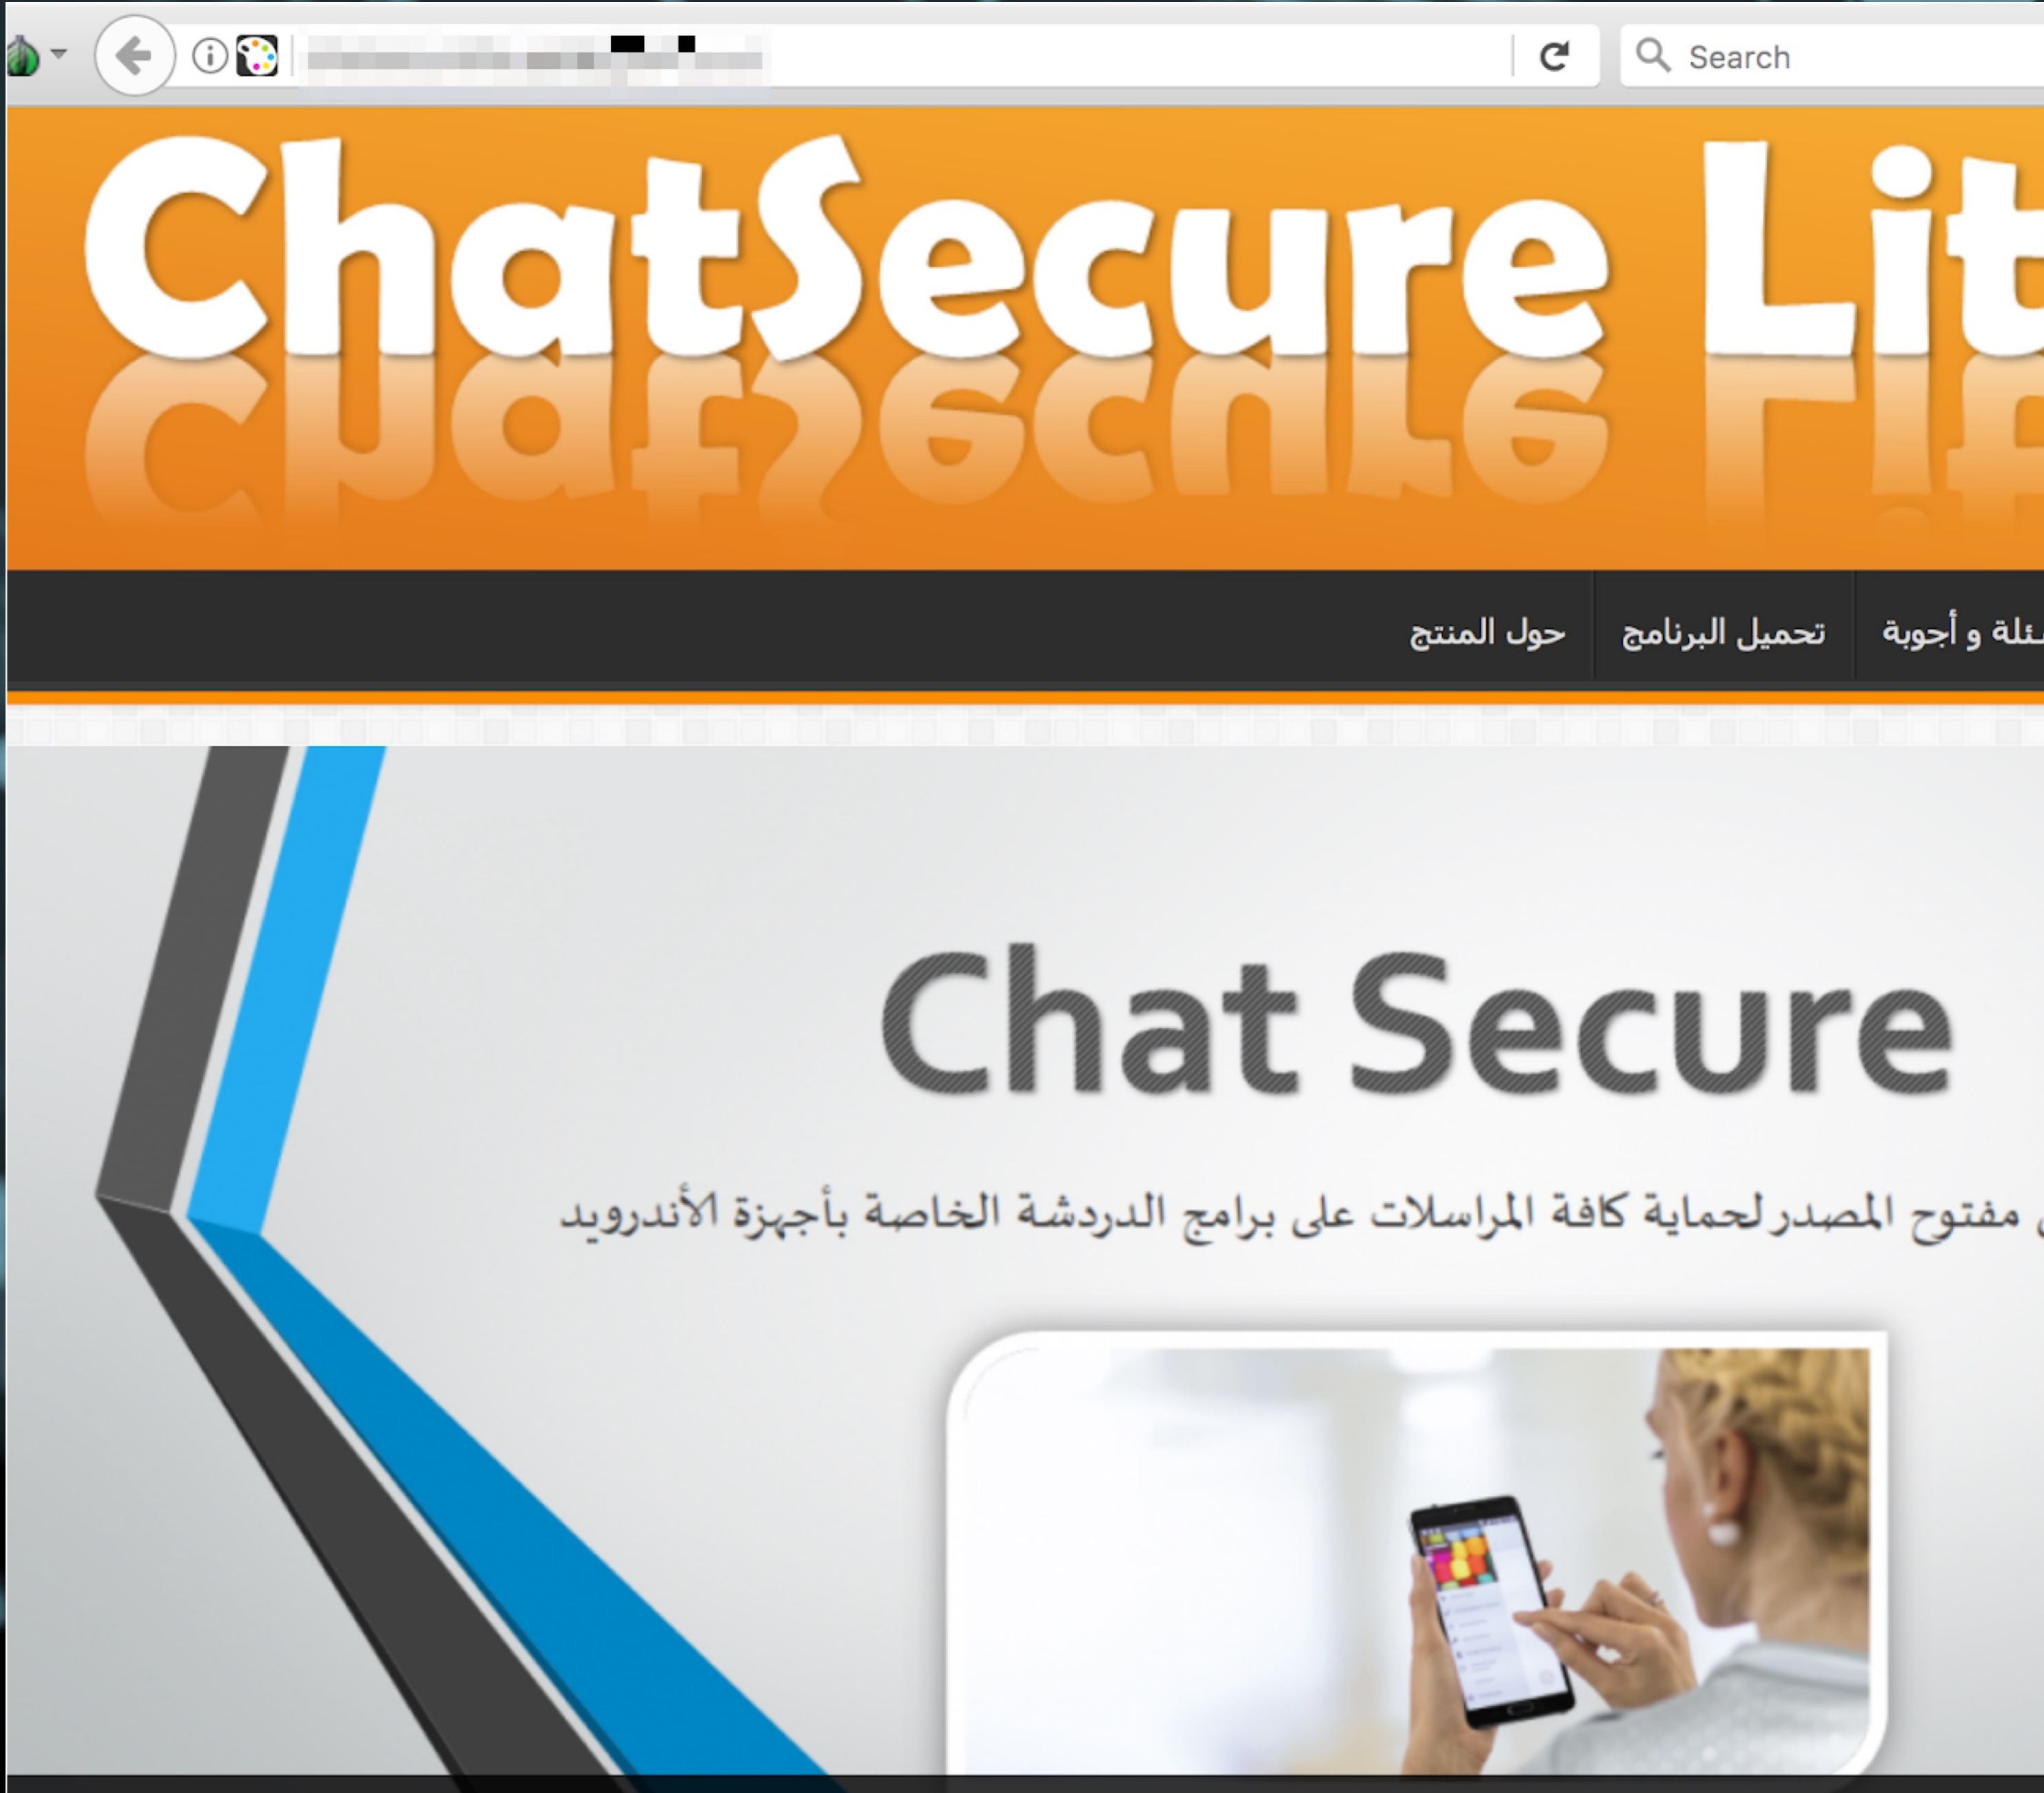 Search
ChatSecure Lit
أجوبة تحميل البرنامج حول المنتج
Chat Secure
مفتوح المصدر لحماية كافة المراسلات على برامج الدردشة الخاصة بأجهزة الأندرويد